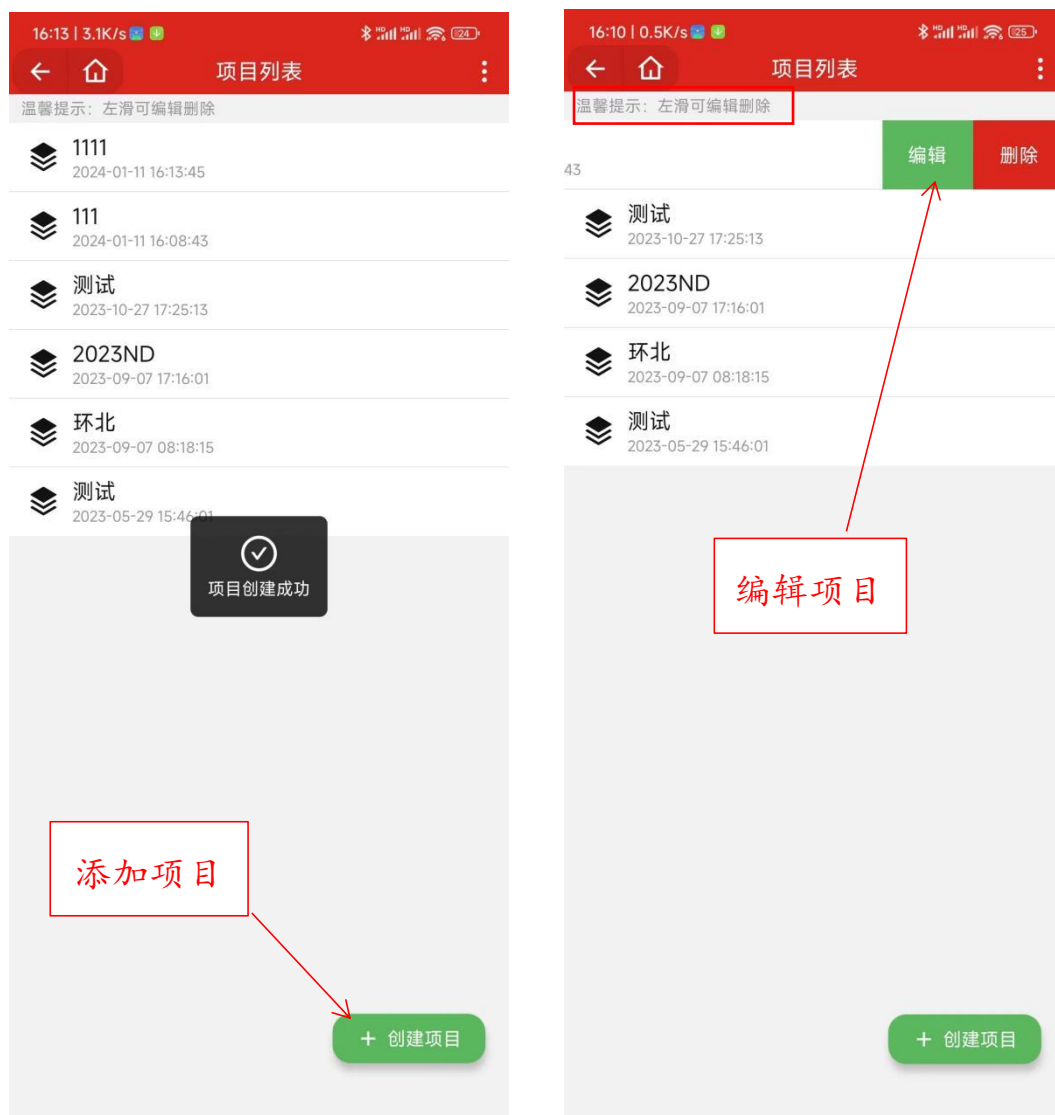 16:13 | 3.1K/s
24
项目列表
温馨提示：左滑可编辑删除
1111
2024-01-11 16:13:45
111
2024-01-11 16:08:43
测试
2023-10-27 17:25:13
2023ND
2023-09-07 17:16:01
环北
2023-09-07 08:18:15
测试
2023-05-29 15:46:01
项目创建成功
添加项目
+ 创建项目
16:10 | 0.5K/s
25
项目列表
温馨提示：左滑可编辑删除
43
编辑 删除
测试
2023-10-27 17:25:13
2023ND
2023-09-07 17:16:01
环北
2023-09-07 08:18:15
测试
2023-05-29 15:46:01
编辑项目
+ 创建项目